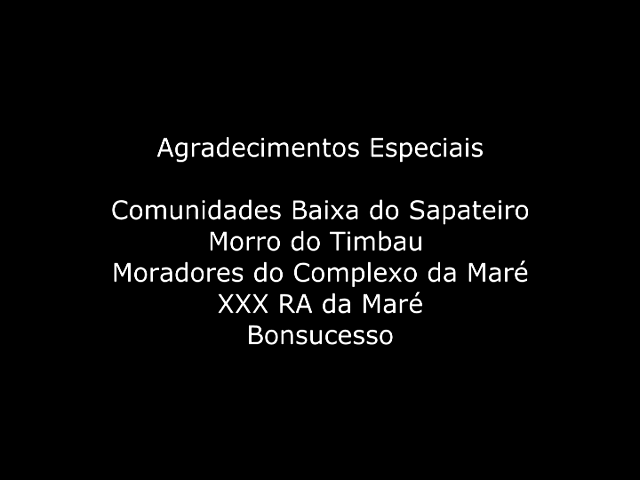 Agradecimentos Especiais
Comunidades Baixa do Sapateiro
Morro do Timbau
Moradores do Complexo da Maré
XXX RA da Maré
Bonsucesso